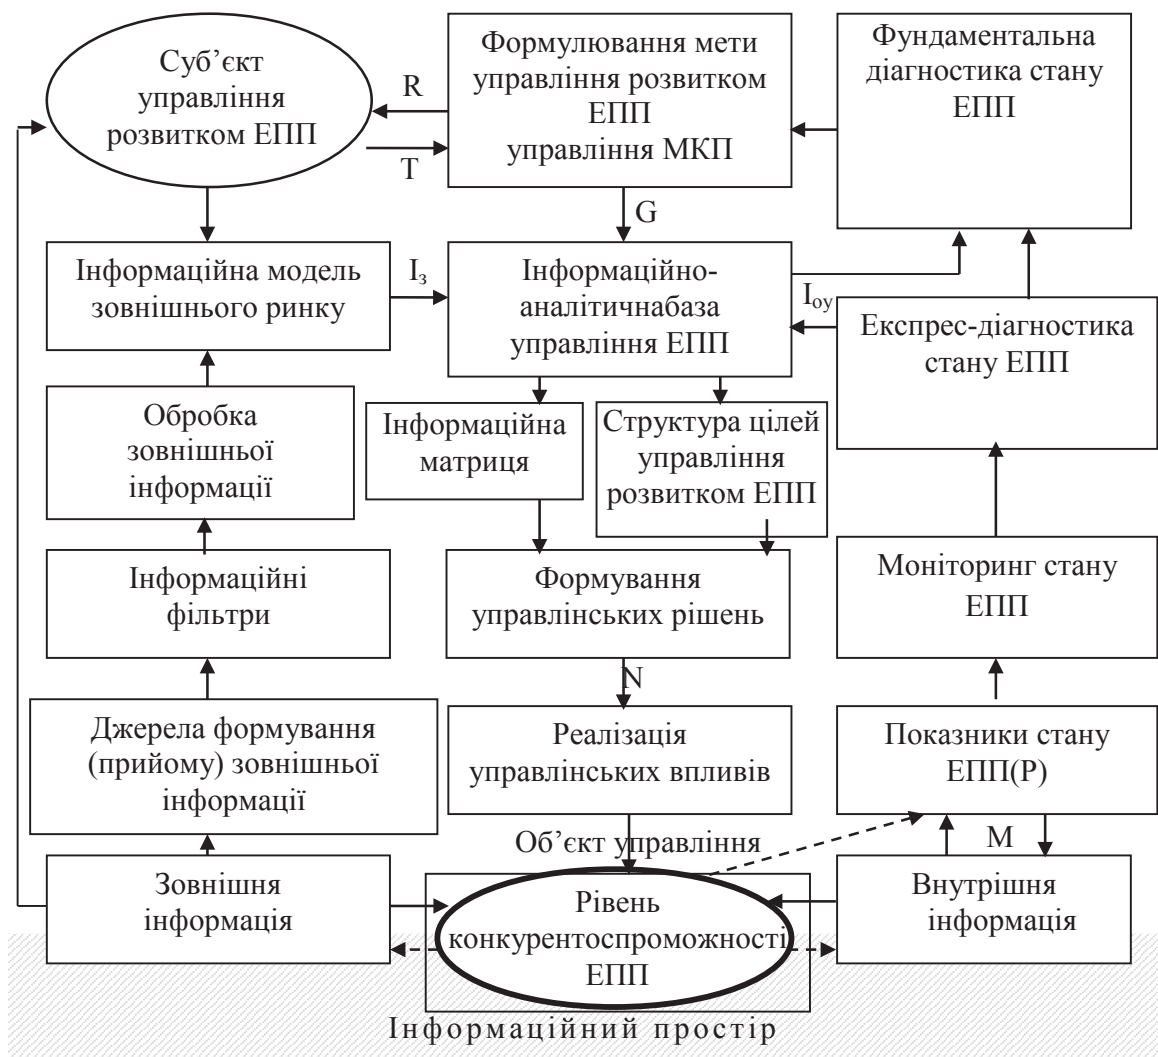 Суб’єкт
управління
розвитком ЕПП
R
T
Формулювання мети
управління розвитком
ЕПП
управління МКП
Фундаментальна
діагностика стану
ЕПП
G
Інформаційна модель
зовнішнього ринку
Iз
Інформаційно-
аналітичнабаза
управління ЕПП
Iоу
Експрес-діагностика
стану ЕПП
Обробка
зовнішньої
інформації
Інформаційна
матриця
Структура цілей
управління
розвитком ЕПП
Інформаційні
фільтри
Формування
управлінських рішень
Моніторинг стану
ЕПП
N
Джерела формування
(прийому) зовнішньої
інформації
Реалізація
управлінських впливів
Показники стану
ЕПП(Р)
Об’єкт управління
М
Зовнішня
інформація
Рівень
конкурентоспроможності
ЕПП
Внутрішня
інформація
Інформаційний простір